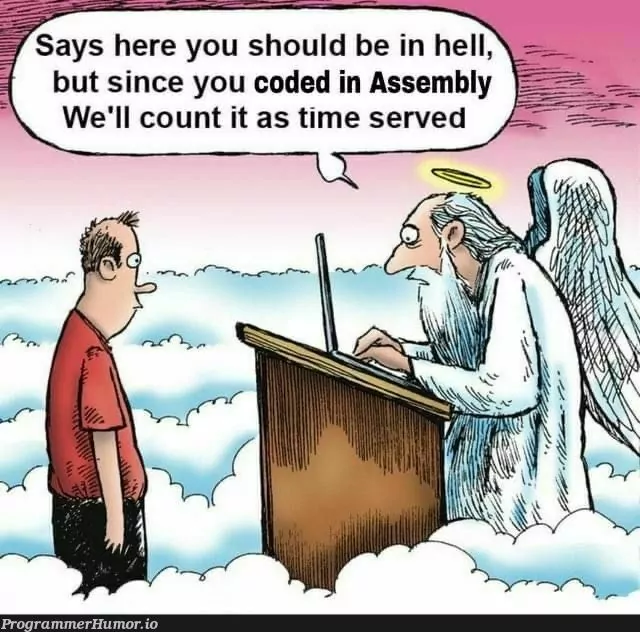 Says here you should be in hell,
but since you coded in Assembly
We'll count it as time served
ProgrammerHumor.io